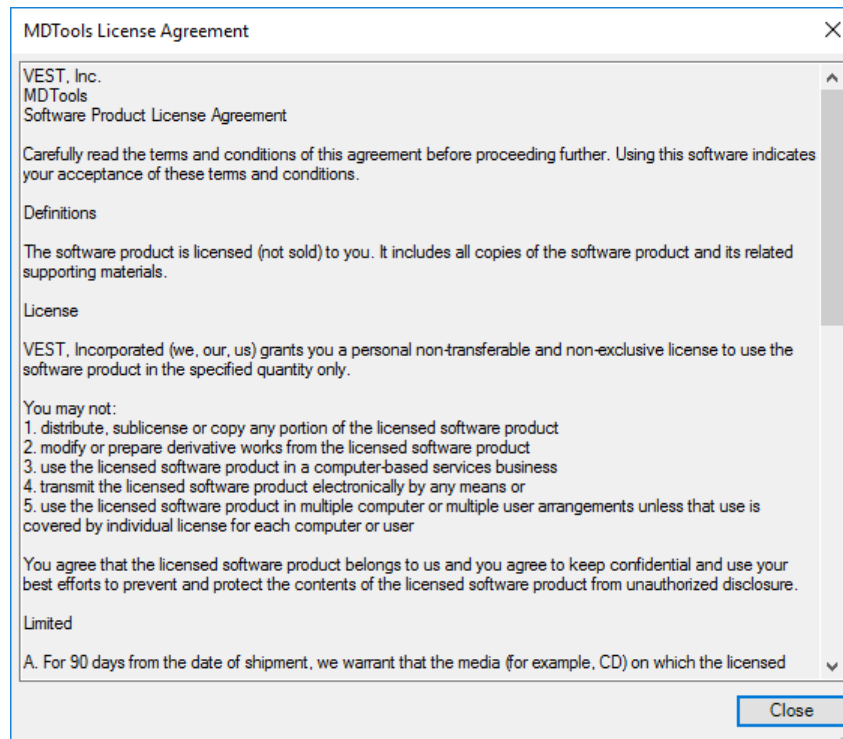 MDTools License Agreement
VEST, Inc.
MDTools
Software Product License Agreement
Carefully read the terms and conditions of this agreement before proceeding further. Using this software indicates
your acceptance of these terms and conditions.
Definitions
The software product is licensed (not sold) to you. It includes all copies of the software product and its related
supporting materials.
License
VEST, Incorporated (we, our, us) grants you a personal non-transferable and non-exclusive license to use the
software product in the specified quantity only.
You may not:
1. distribute, sublicense or copy any portion of the licensed software product
2. modify or prepare derivative works from the licensed software product
3. use the licensed software product in a computer-based services business
4. transmit the licensed software product electronically by any means or
5. use the licensed software product in multiple computer or multiple user arrangements unless that use is
covered by individual license for each computer or user
You agree that the licensed software product belongs to us and you agree to keep confidential and use your
best efforts to prevent and protect the contents of the licensed software product from unauthorized disclosure.
Limited
A. For 90 days from the date of shipment, we warrant that the media (for example, CD) on which the licensed
Close